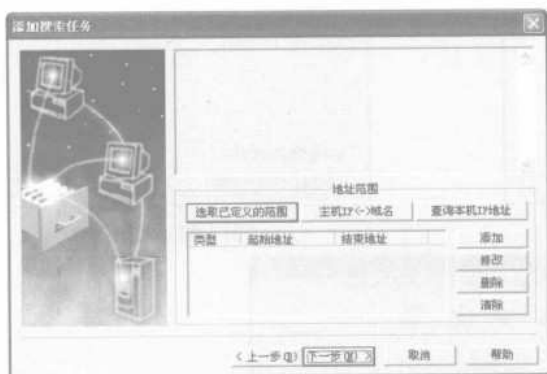 添加搜索任务
地址范围
选取已定义的范围 主机IP<->域名 查询本机IP地址
类型 起始地址 结束地址
添加
修改
删除
清除
< 上一步(B) 下一步(N) > 取消 帮助